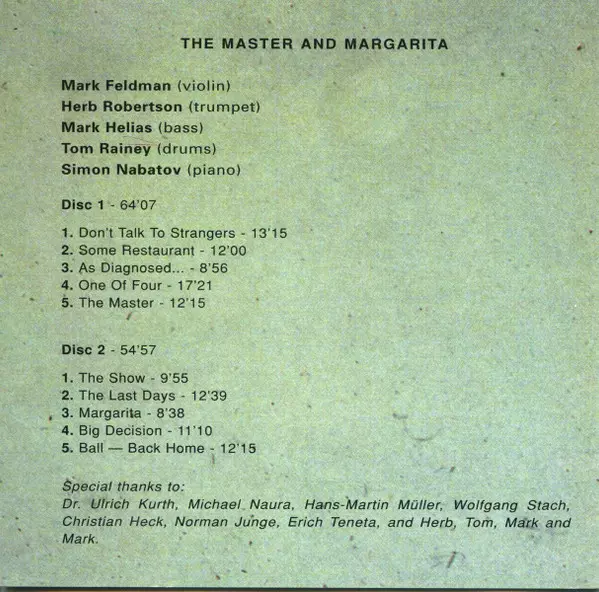 THE MASTER AND MARGARITA
Mark Feldman (violin)
Herb Robertson (trumpet)
Mark Helias (bass)
Tom Rainey (drums)
Simon Nabatov (piano)
Disc 1 - 64'07
1. Don't Talk To Strangers - 13'15
2. Some Restaurant - 12'00
3. As Diagnosed... - 8'56
4. One Of Four - 17'21
5. The Master - 12'15
Disc 2 - 54'57
1. The Show - 9'55
2. The Last Days - 12'39
3. Margarita - 8'38
4. Big Decision - 11'10
5. Ball — Back Home - 12'15
Special thanks to:
Dr. Ulrich Kurth, Michael Naura, Hans-Martin Müller, Wolfgang Stach,
Christian Heck, Norman Junge, Erich Teneta, and Herb, Tom, Mark and
Mark.